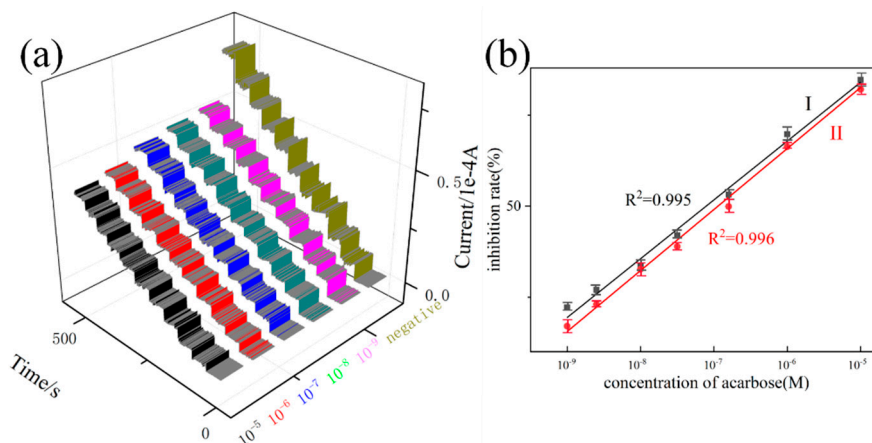 (a)
0.5
0.0
Current/1e-4A
500
0
Time/s
10⁻⁵
10⁻⁶
10⁻⁷
10⁻⁸
10⁻⁹
negative
(b)
I
II
R²=0.995
R²=0.996
50
inhibition rate(%)
10⁻⁹
10⁻⁸
10⁻⁷
10⁻⁶
10⁻⁵
concentration of acarbose(M)